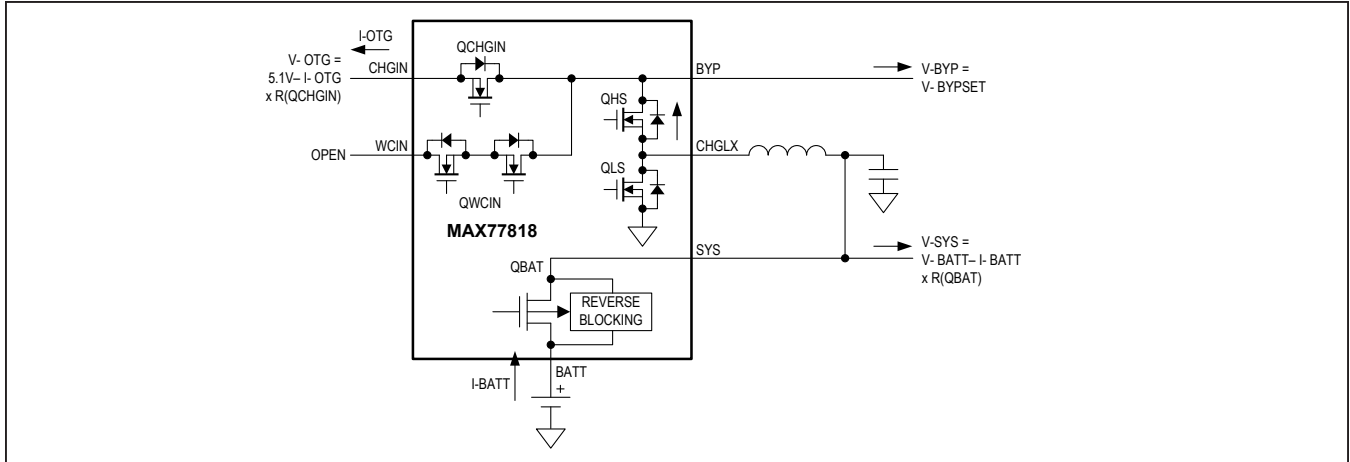 I-OTG
V- OTG =
5.1V– I- OTG
x R(QCHGIN)
CHGIN
QCHGIN
BYP
V-BYP =
V- BYPSET
QHS
OPEN
WCIN
CHGLX
QLS
QWCIN
MAX77818
SYS
V-SYS =
V- BATT– I- BATT
x R(QBAT)
QBAT
REVERSE
BLOCKING
I-BATT
BATT
+